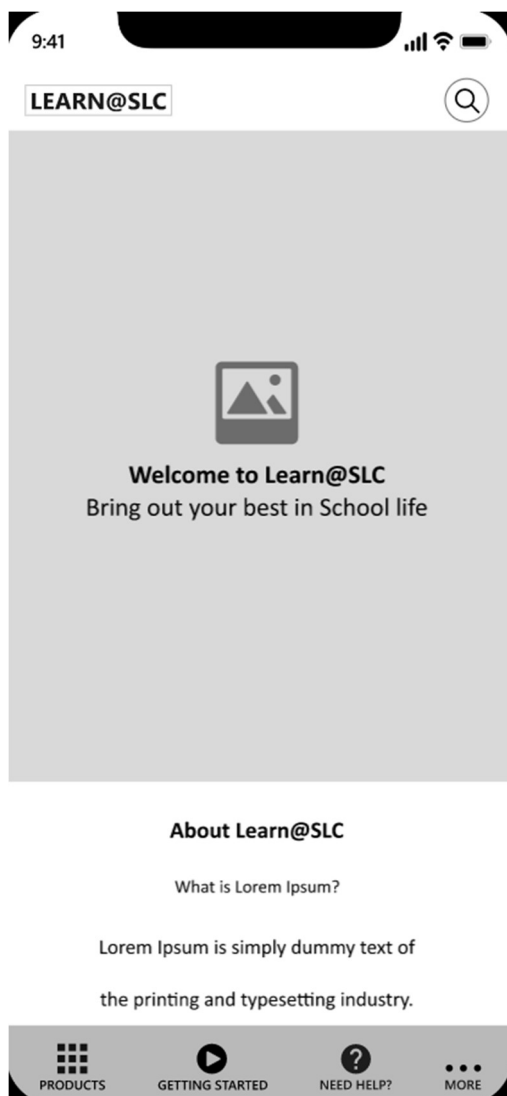 9:41
LEARN@SLC
Welcome to Learn@SLC
Bring out your best in School life
About Learn@SLC
What is Lorem Ipsum?
Lorem Ipsum is simply dummy text of
the printing and typesetting industry.
PRODUCTS GETTING STARTED NEED HELP? MORE